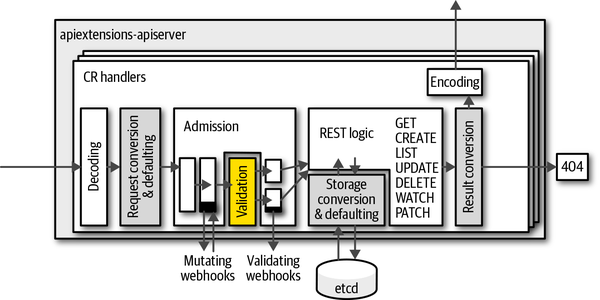 apiextensions-apiserver
CR handlers
Encoding
Decoding
Request conversion
& defaulting
Admission
Validation
REST logic
Storage
conversion
& defaulting
GET
CREATE
LIST
UPDATE
DELETE
WATCH
PATCH
Result conversion
404
Mutating
webhooks
Validating
webhooks
etcd